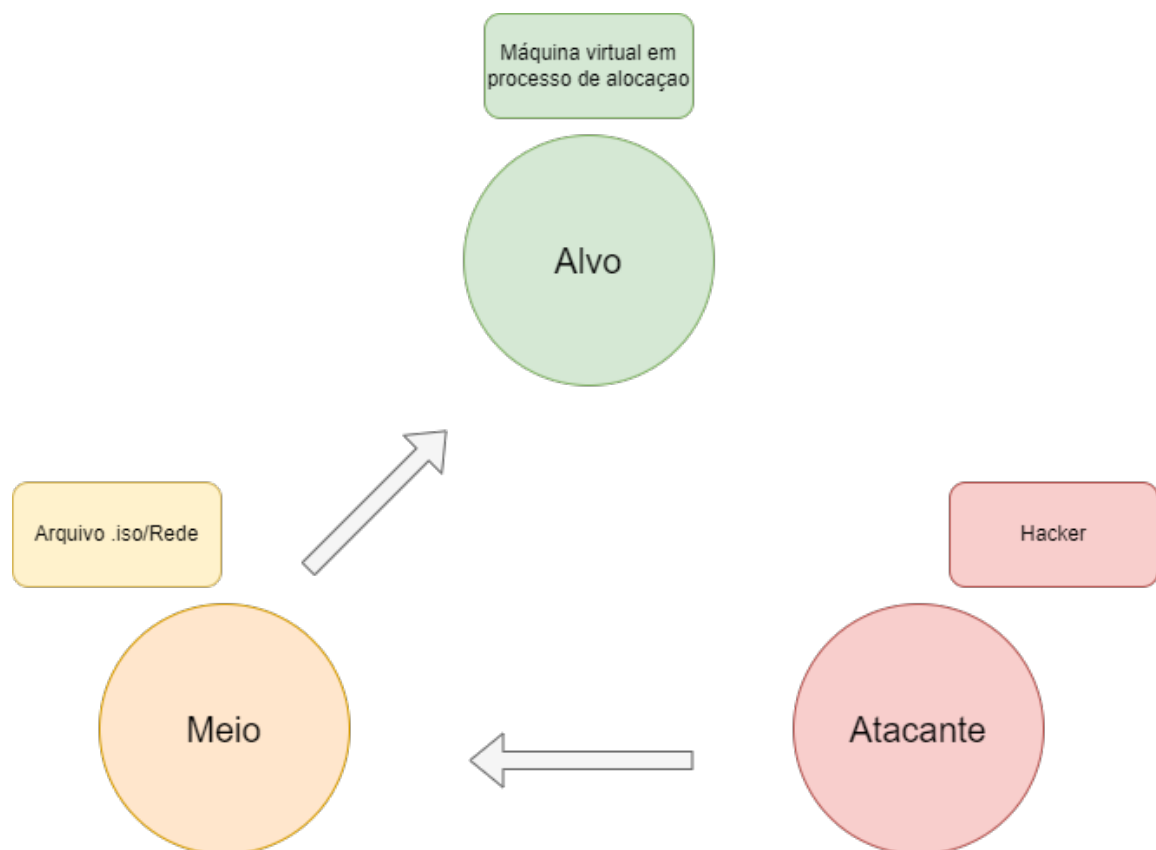 Máquina virtual em
processo de alocaçao
Alvo
Arquivo .iso/Rede
Hacker
Meio
Atacante